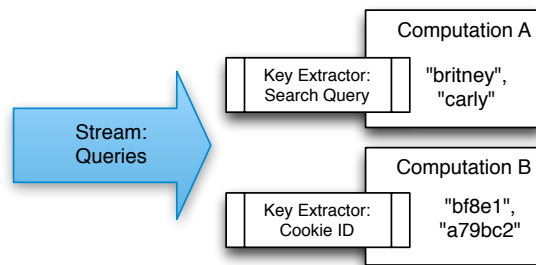 Stream:
Queries
Computation A
Key Extractor:
Search Query
"britney",
"carly"
Computation B
Key Extractor:
Cookie ID
"bf8e1",
"a79bc2"